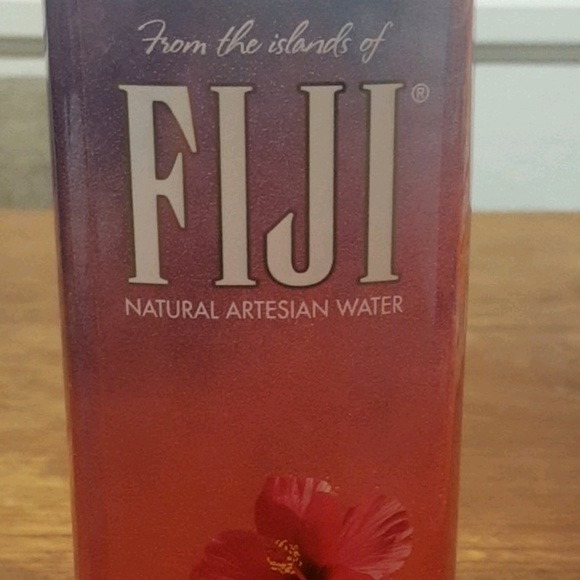 From the islands of
FIJI®
NATURAL ARTESIAN WATER